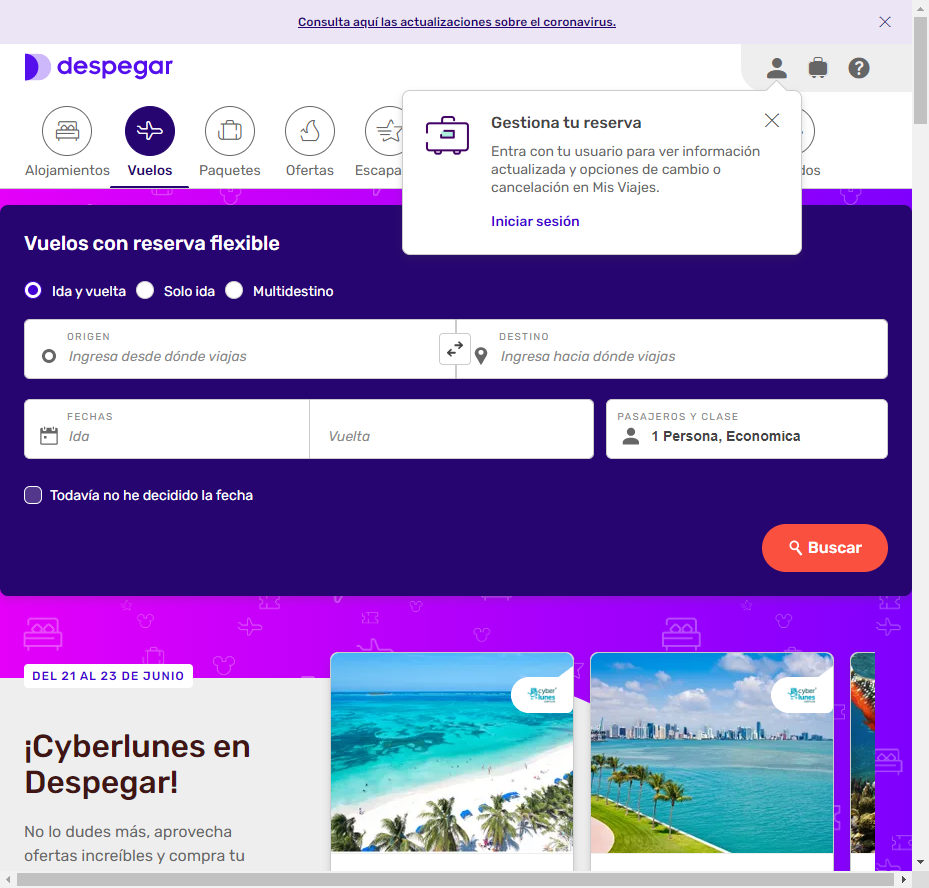 Consulta aquí las actualizaciones sobre el coronavirus.
despegar
Alojamientos
Vuelos
Paquetes
Ofertas
Escapa
dos
Gestiona tu reserva
Entra con tu usuario para ver información
actualizada y opciones de cambio o
cancelación en Mis Viajes.
Iniciar sesión
Vuelos con reserva flexible
Ida y vuelta
Solo ida
Multidestino
ORIGEN
Ingresa desde dónde viajas
DESTINO
Ingresa hacia dónde viajas
FECHAS
Ida
Vuelta
PASAJEROS Y CLASE
1 Persona, Economica
Todavía no he decidido la fecha
Buscar
DEL 21 AL 23 DE JUNIO
¡Cyberlunes en
Despegar!
No lo dudes más, aprovecha
ofertas increíbles y compra tu
cyber
lunes
cyber
lunes